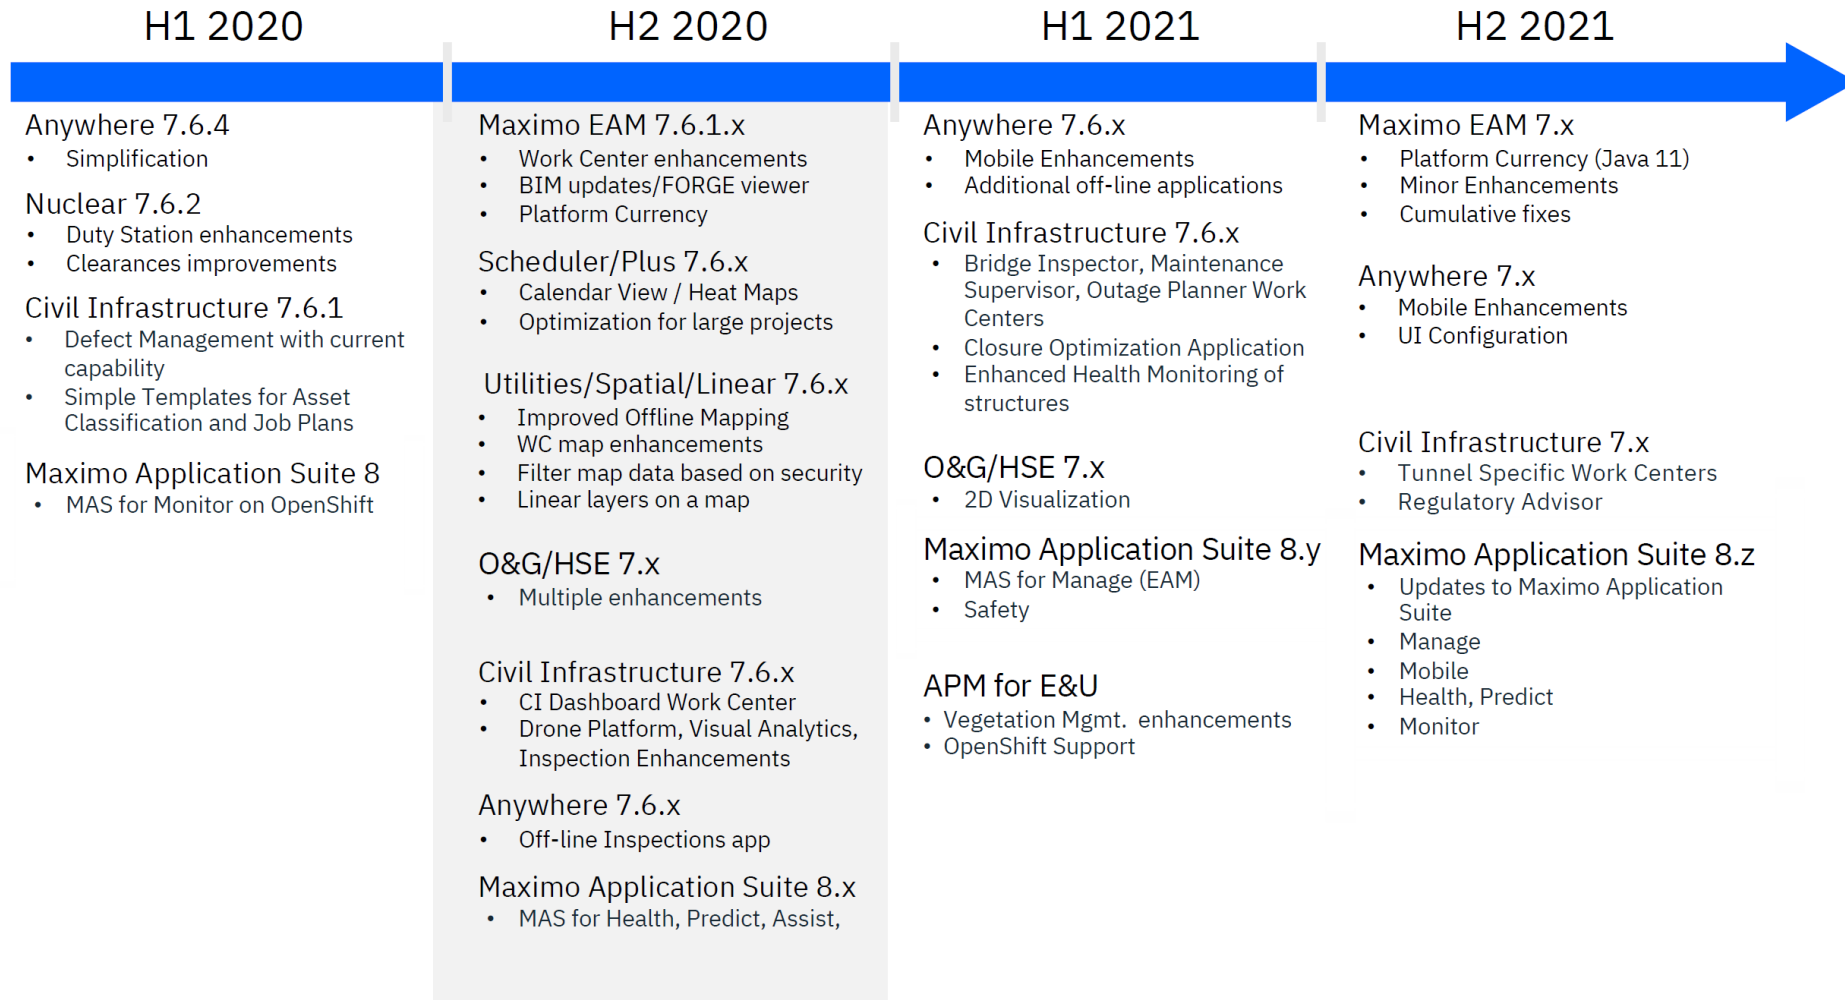 H1 2020
H2 2020
H1 2021
H2 2021
Anywhere 7.6.4
• Simplification
Nuclear 7.6.2
• Duty Station enhancements
• Clearances improvements
Civil Infrastructure 7.6.1
• Defect Management with current
capability
• Simple Templates for Asset
Classification and Job Plans
Maximo Application Suite 8
• MAS for Monitor on OpenShift
Maximo EAM 7.6.1.x
• Work Center enhancements
• BIM updates/FORGE viewer
• Platform Currency
Scheduler/Plus 7.6.x
• Calendar View / Heat Maps
• Optimization for large projects
Utilities/Spatial/Linear 7.6.x
• Improved Offline Mapping
• WC map enhancements
• Filter map data based on security
• Linear layers on a map
O&G/HSE 7.x
• Multiple enhancements
Civil Infrastructure 7.6.x
• CI Dashboard Work Center
• Drone Platform, Visual Analytics,
Inspection Enhancements
Anywhere 7.6.x
• Off-line Inspections app
Maximo Application Suite 8.x
• MAS for Health, Predict, Assist,
Anywhere 7.6.x
• Mobile Enhancements
• Additional off-line applications
Civil Infrastructure 7.6.x
• Bridge Inspector, Maintenance
Supervisor, Outage Planner Work
Centers
• Closure Optimization Application
• Enhanced Health Monitoring of
structures
O&G/HSE 7.x
• 2D Visualization
Maximo Application Suite 8.y
• MAS for Manage (EAM)
• Safety
APM for E&U
• Vegetation Mgmt. enhancements
• OpenShift Support
Maximo EAM 7.x
• Platform Currency (Java 11)
• Minor Enhancements
• Cumulative fixes
Anywhere 7.x
• Mobile Enhancements
• UI Configuration
Civil Infrastructure 7.x
• Tunnel Specific Work Centers
• Regulatory Advisor
Maximo Application Suite 8.z
• Updates to Maximo Application
Suite
• Manage
• Mobile
• Health, Predict
• Monitor